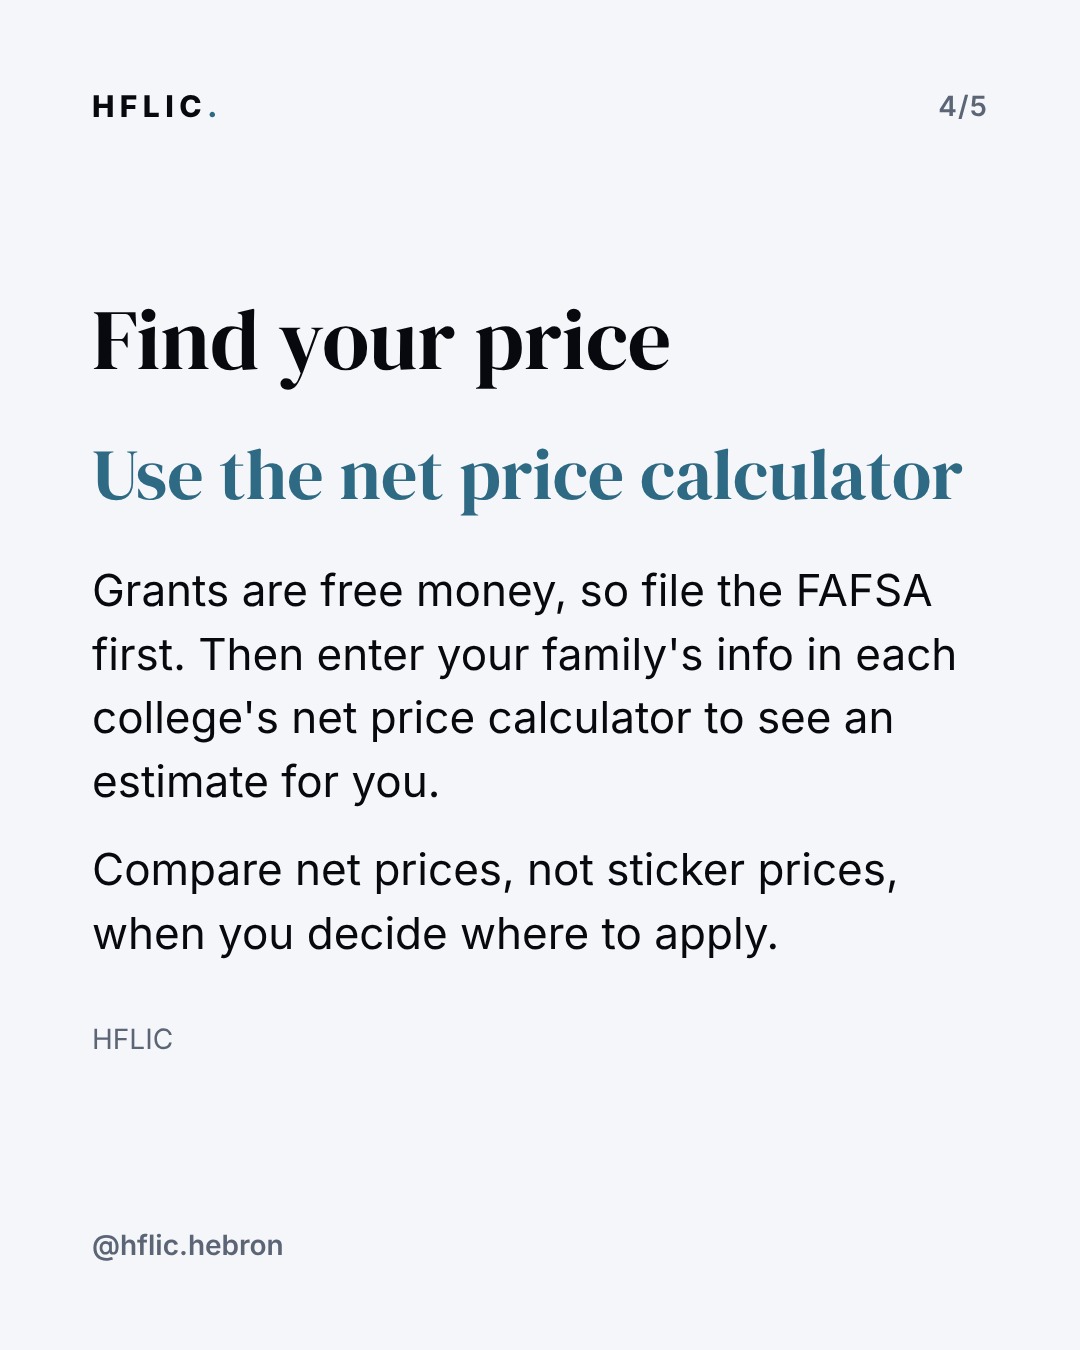 HFLIC.
4/5
Find your price
Use the net price calculator
Grants are free money, so file the FAFSA
first. Then enter your family's info in each
college's net price calculator to see an
estimate for you.
Compare net prices, not sticker prices,
when you decide where to apply.
HFLIC
@hflic.hebron